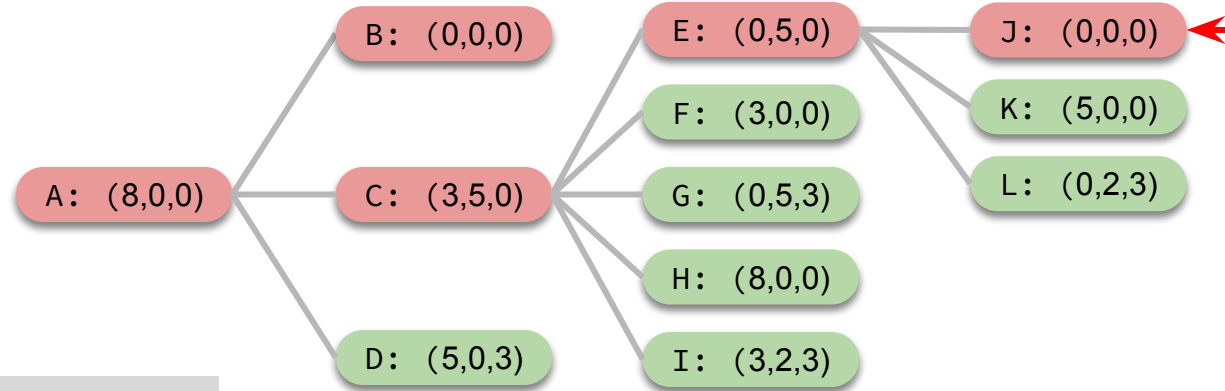 A: (8,0,0)
B: (0,0,0)
C: (3,5,0)
D: (5,0,3)
E: (0,5,0)
F: (3,0,0)
G: (0,5,3)
H: (8,0,0)
I: (3,2,3)
J: (0,0,0)
K: (5,0,0)
L: (0,2,3)